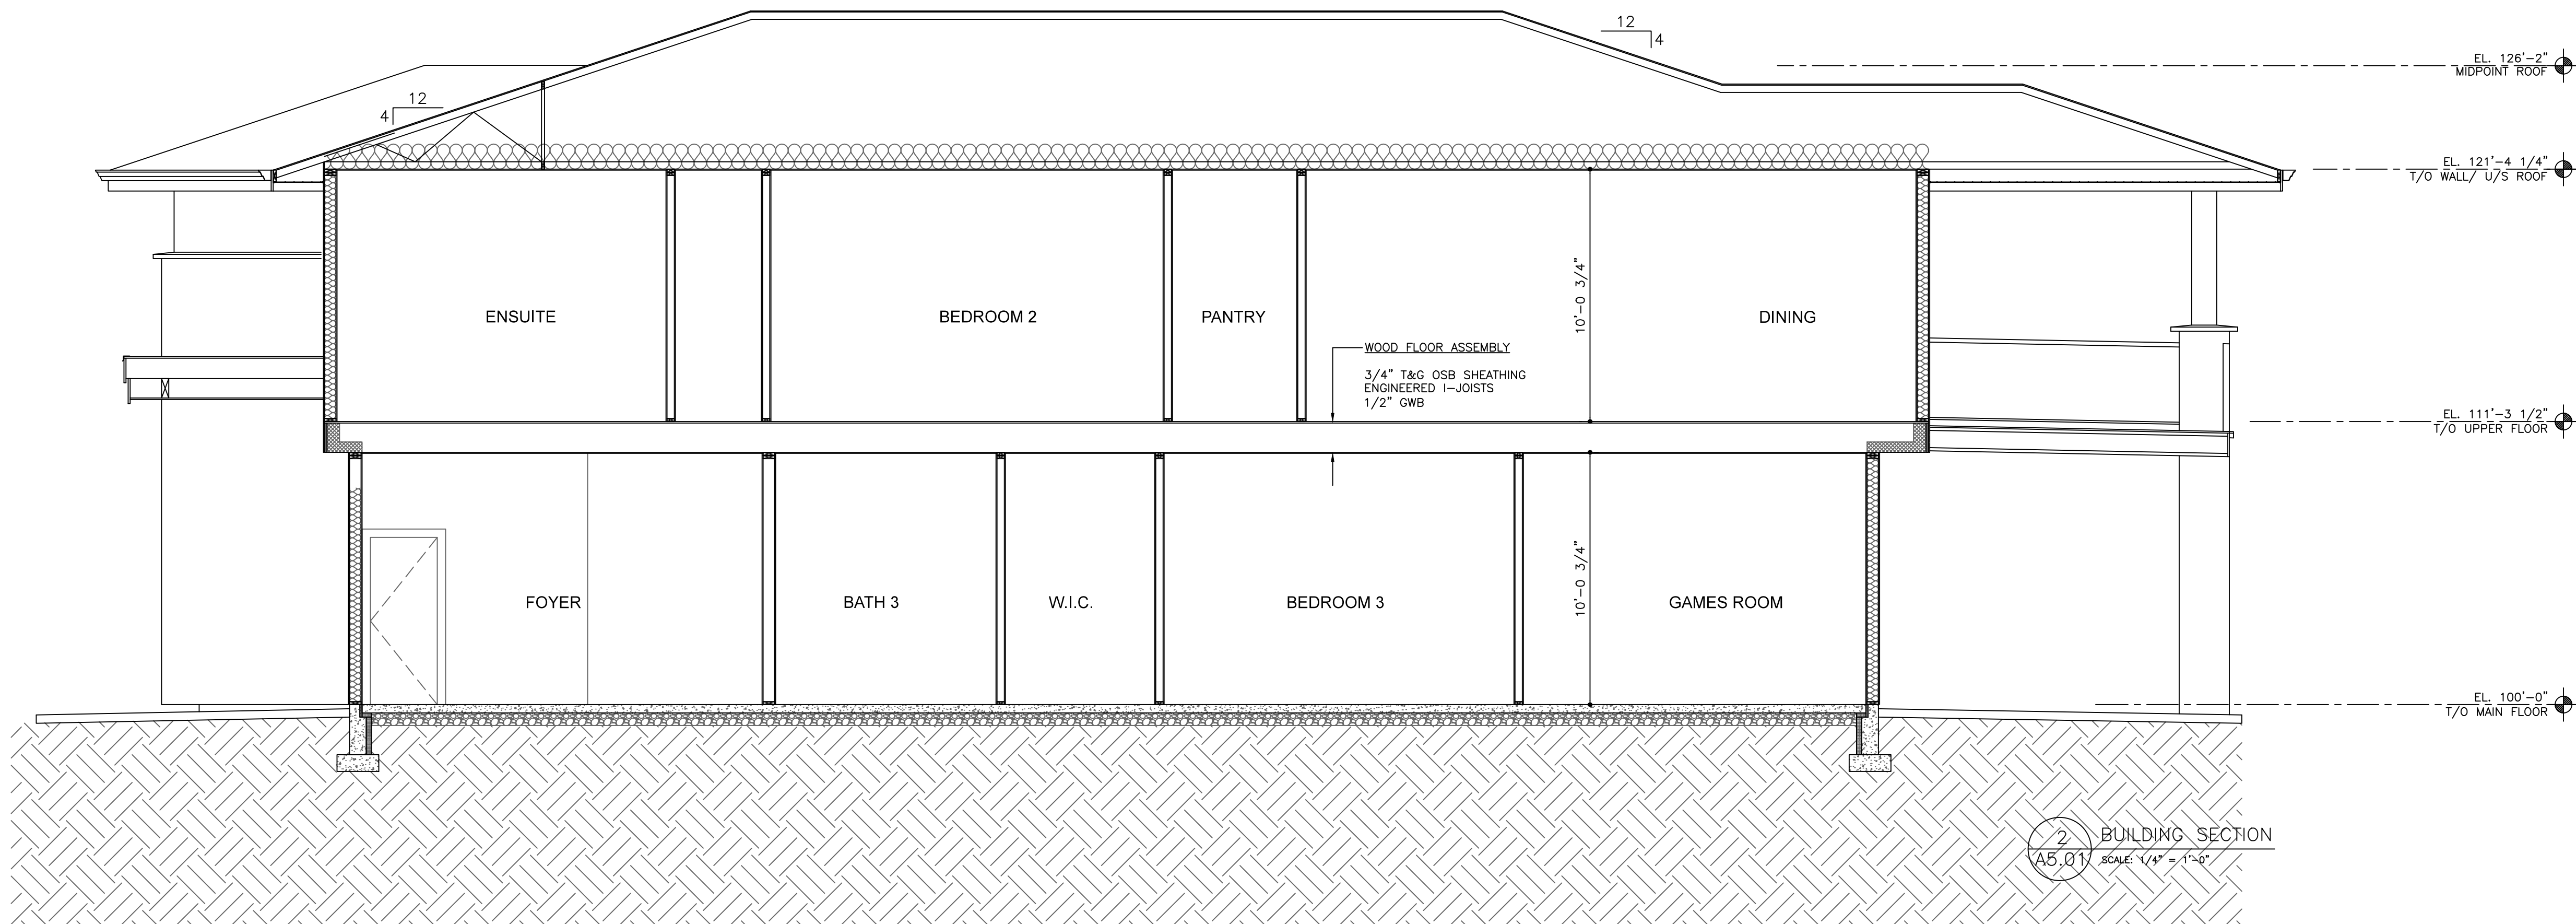 12
4
12
4
EL. 126'-2"
MIDPOINT ROOF
EL. 121'-4 1/4"
T/O WALL/ U/S ROOF
ENSUITE
BEDROOM 2
PANTRY
10'-0 3/4"
DINING
WOOD FLOOR ASSEMBLY
3/4" T&G OSB SHEATHING
ENGINEERED I-JOISTS
1/2" GWB
EL. 111'-3 1/2"
T/O UPPER FLOOR
FOYER
BATH 3
W.I.C.
BEDROOM 3
10'-0 3/4"
GAMES ROOM
EL. 100'-0"
T/O MAIN FLOOR
2
A5.01
BUILDING SECTION
SCALE: 1/4" = 1'-0"